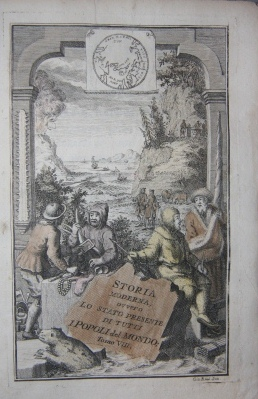 STORIA
MODERNA,
ovvero
LO STATO PRESENTE
DI TUTTI
I POPOLI del MONDO
Tomo VIII.